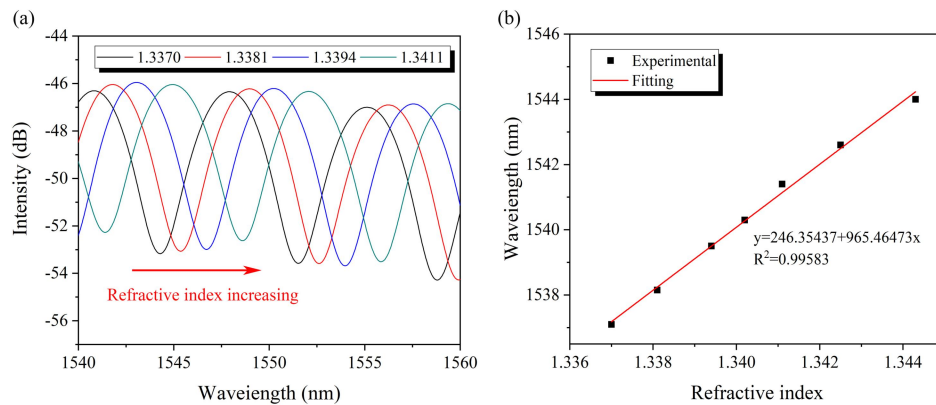 (a)
-44
-46
-48
-50
-52
-54
-56
Intensity (dB)
1.3370 1.3381 1.3394 1.3411
Refractive index increasing
1540 1545 1550 1555 1560
Waveiength (nm)
(b)
1546
1544
1542
1540
1538
Waveiength (nm)
Experimental
Fitting
y=246.35437+965.46473x
R²=0.99583
1.336 1.338 1.340 1.342 1.344
Refractive index